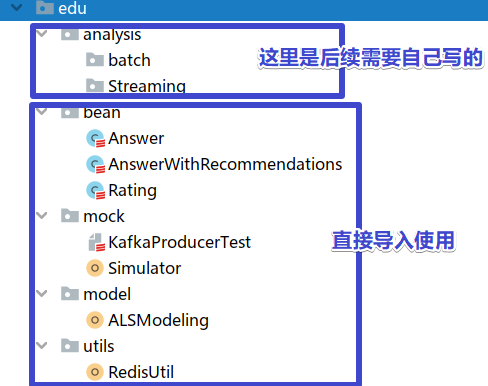 edu
analysis
这里是后续需要自己写的
batch
Streaming
bean
Answer
AnswerWithRecommendations
Rating
mock
直接导入使用
KafkaProducerTest
Simulator
model
ALSModeling
utils
RedisUtil